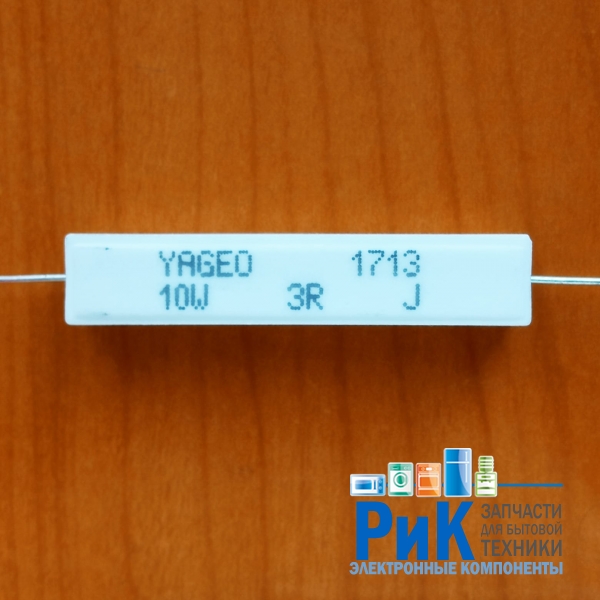 YAGEO 1713
10W 3R J
РиК
ЗАПЧАСТИ
ДЛЯ БЫТОВОЙ
ТЕХНИКИ
ЭЛЕКТРОННЫЕ КОМПОНЕНТЫ